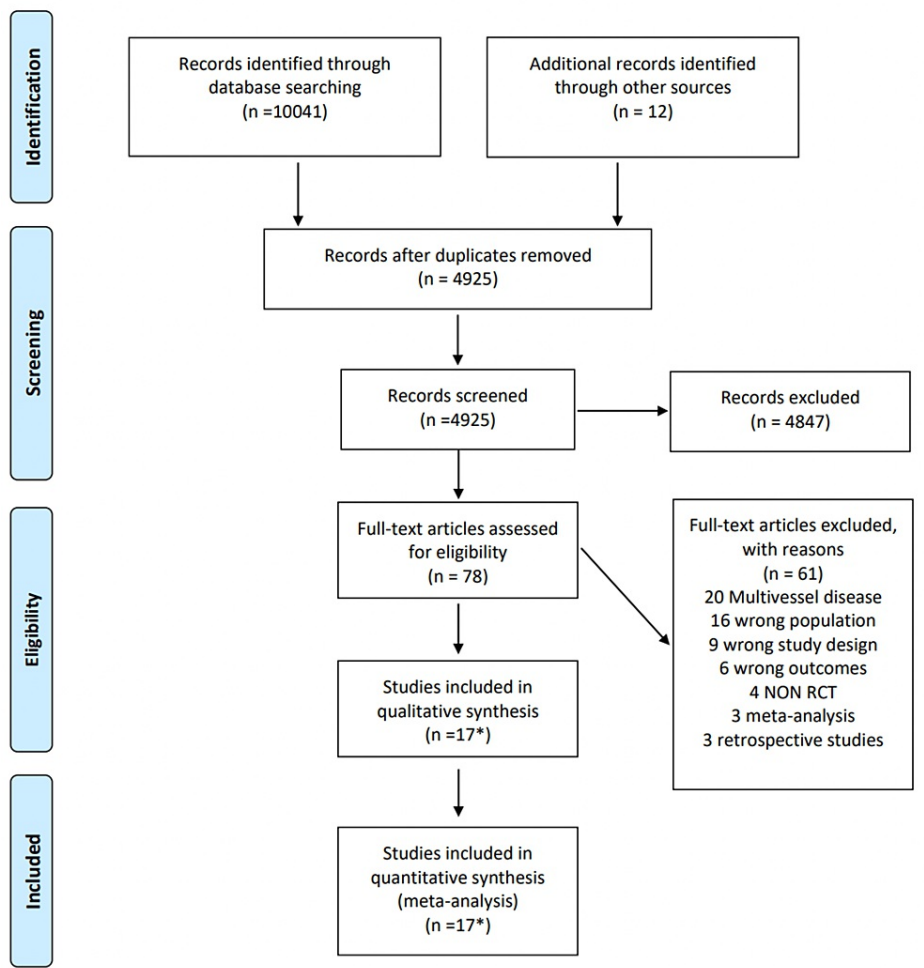 Identification
Records identified through
database searching
(n =10041)
Additional records identified
through other sources
(n = 12)
Screening
Records after duplicates removed
(n = 4925)
Records screened
(n =4925)
Records excluded
(n = 4847)
Eligibility
Full-text articles assessed
for eligibility
(n = 78)
Full-text articles excluded,
with reasons
(n = 61)
20 Multivessel disease
16 wrong population
9 wrong study design
6 wrong outcomes
4 NON RCT
3 meta-analysis
3 retrospective studies
Studies included in
qualitative synthesis
(n =17*)
Included
Studies included in
quantitative synthesis
(meta-analysis)
(n =17*)